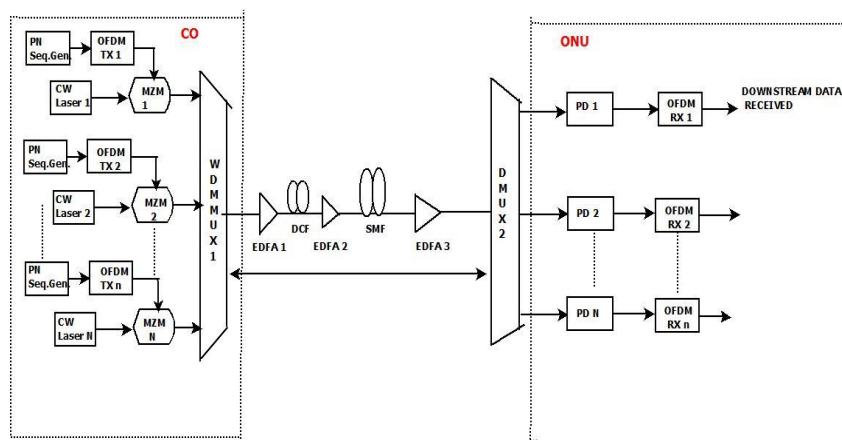 CO
PN
Seq.Gen.
OFDM
TX 1
CW
Laser 1
MZM
1
PN
Seq.Gen.
OFDM
TX 2
CW
Laser 2
MZM
2
PN
Seq.Gen.
OFDM
TX n
CW
Laser N
MZM
N
WDMMUX1
EDFA 1
DCF
EDFA 2
SMF
EDFA 3
DMUX2
ONU
PD 1
OFDM
RX 1
DOWNSTREAM DATA
RECEIVED
PD 2
OFDM
RX 2
PD N
OFDM
RX n